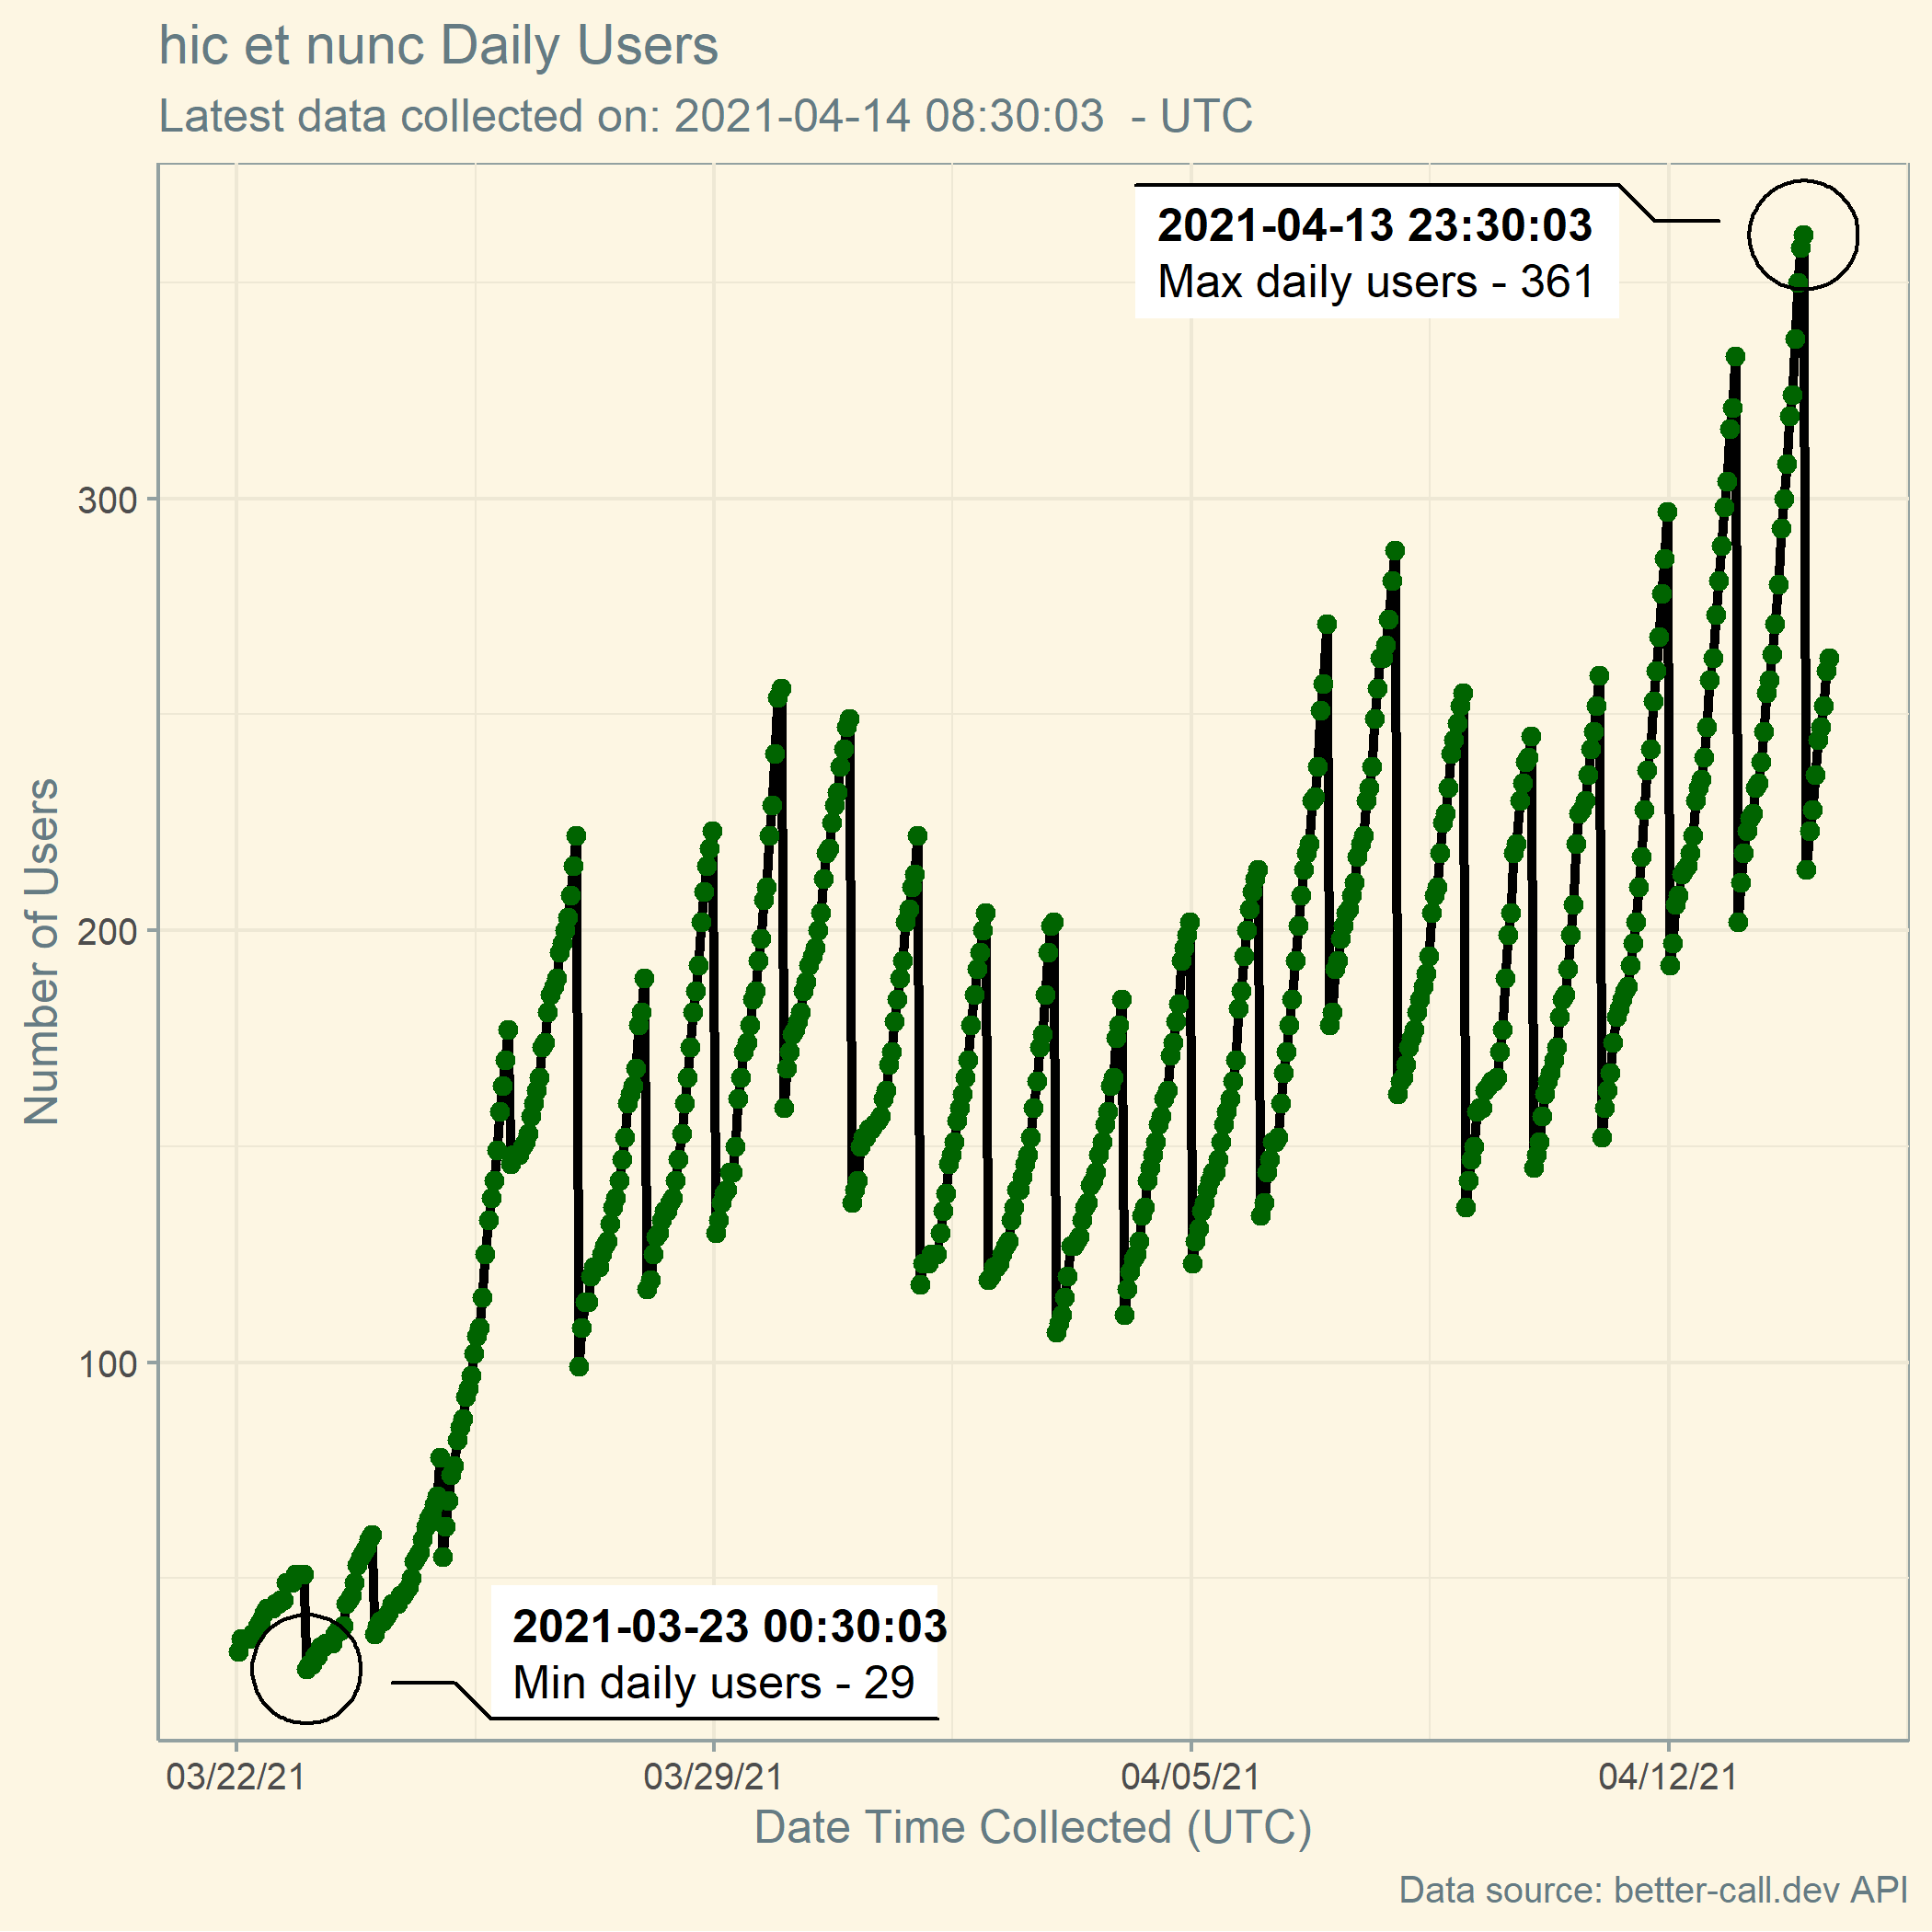 hic et nunc Daily Users
Latest data collected on: 2021-04-14 08:30:03  - UTC
2021-04-13 23:30:03
Max daily users - 361
300
200
100
Number of Users
2021-03-23 00:30:03
Min daily users - 29
03/22/21
03/29/21
04/05/21
04/12/21
Date Time Collected (UTC)
Data source: better-call.dev API